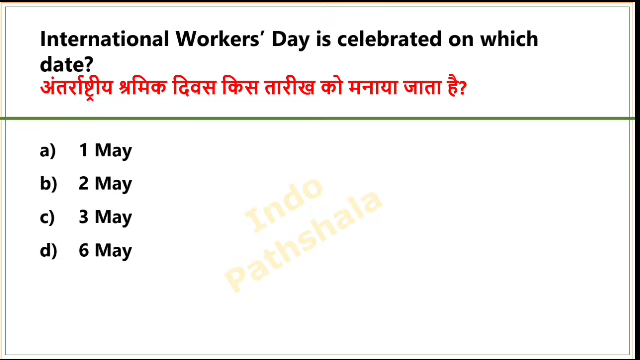 International Workers’ Day is celebrated on which
date?
अंतर्राष्ट्रीय श्रमिक दिवस किस तारीख को मनाया जाता है?
a) 1 May
b) 2 May
c) 3 May
d) 6 May
Indo
Pathshala